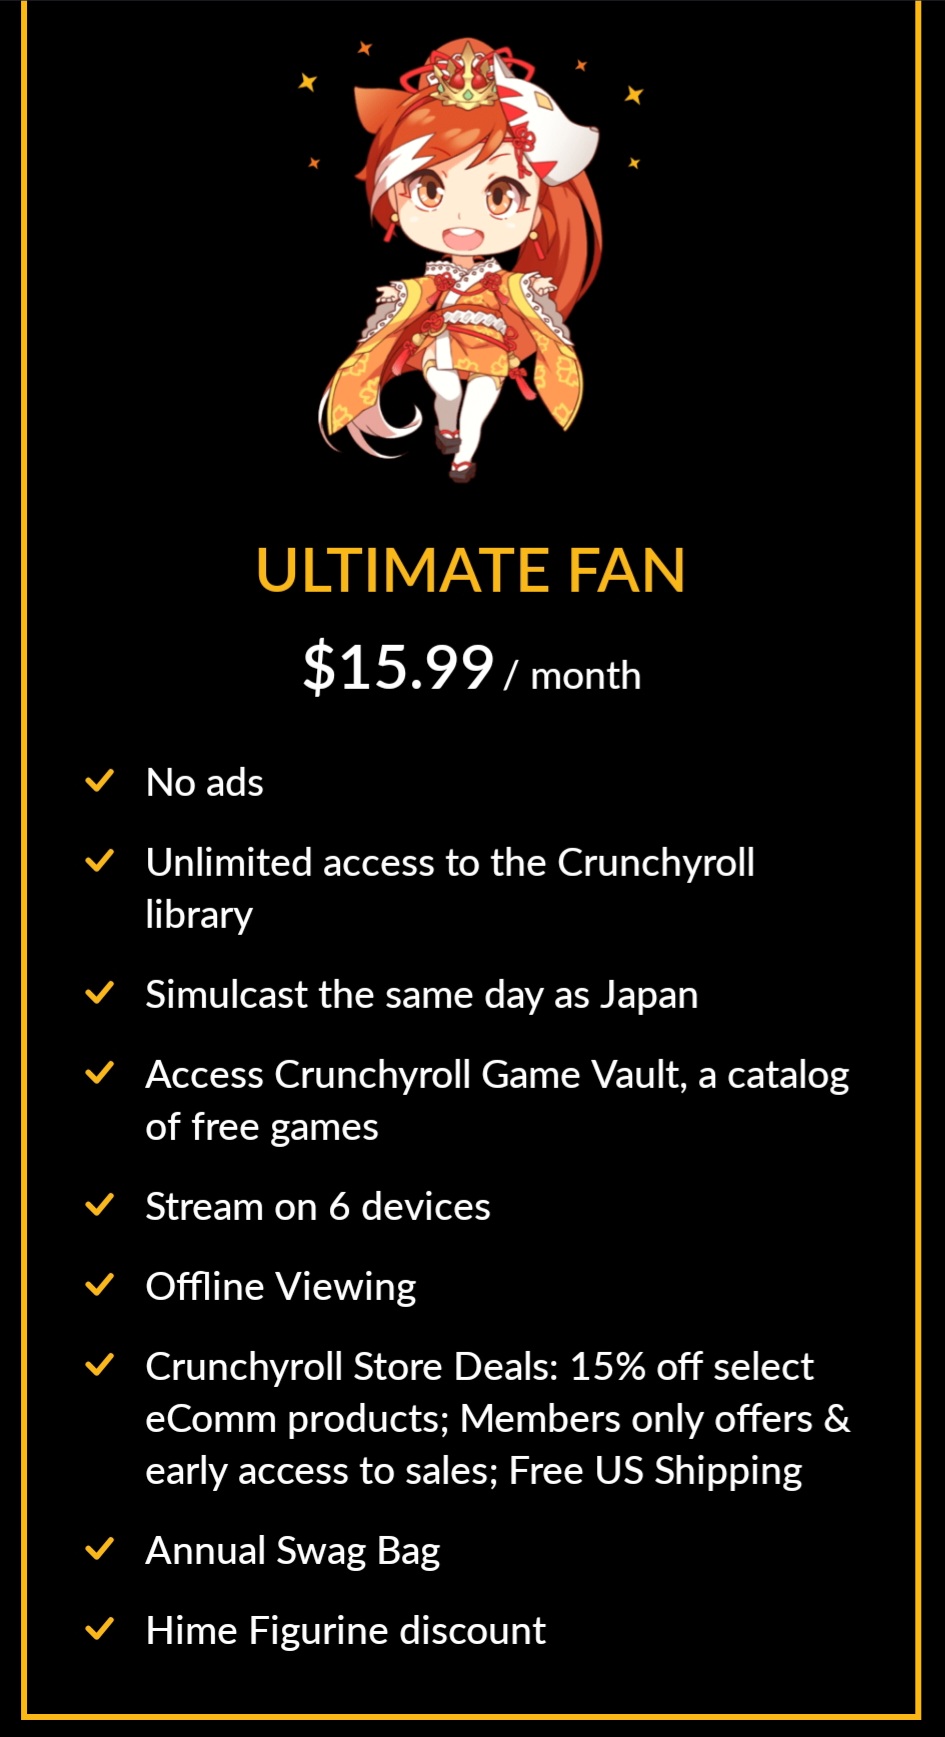 ULTIMATE FAN
$15.99 / month
No ads
Unlimited access to the Crunchyroll
library
Simulcast the same day as Japan
Access Crunchyroll Game Vault, a catalog
of free games
Stream on 6 devices
Offline Viewing
Crunchyroll Store Deals: 15% off select
eComm products; Members only offers &
early access to sales; Free US Shipping
Annual Swag Bag
Hime Figurine discount